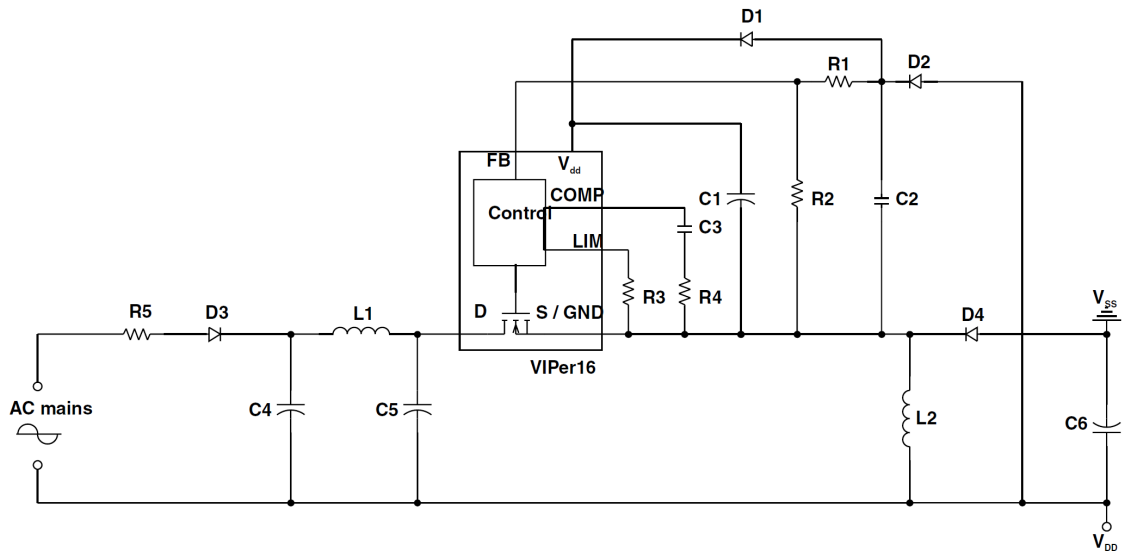 D1
R1
D2
FB
Vdd
COMP
Control
C1
R2
C2
C3
LIM
R3
R4
R5
D3
L1
D
S / GND
D4
VSS
VIPer16
AC mains
C4
C5
L2
C6
VDD